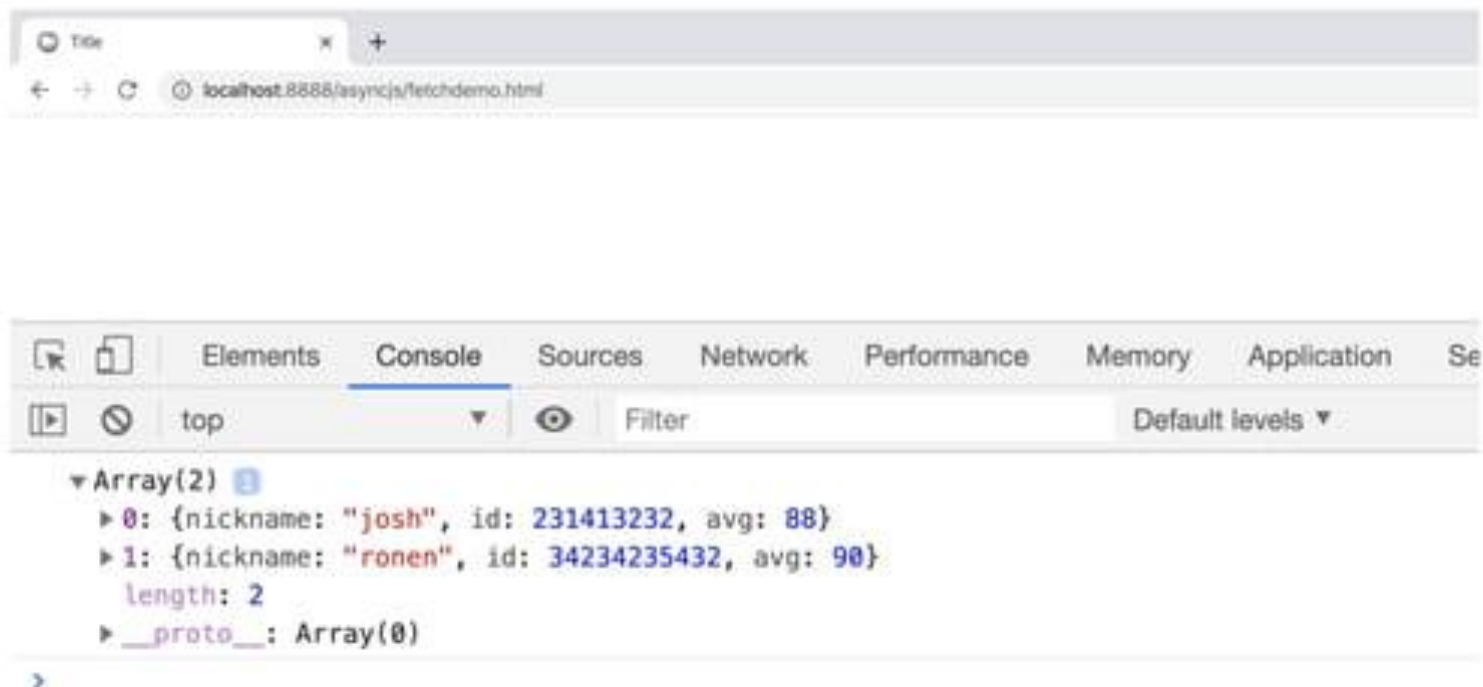 Title
localhost:8888/asyncjs/fetchdemo.html
Elements Console Sources Network Performance Memory Application Se
top Filter Default levels
Array(2)
0: {nickname: "josh", id: 231413232, avg: 88}
1: {nickname: "ronen", id: 34234235432, avg: 90}
length: 2
__proto__: Array(0)